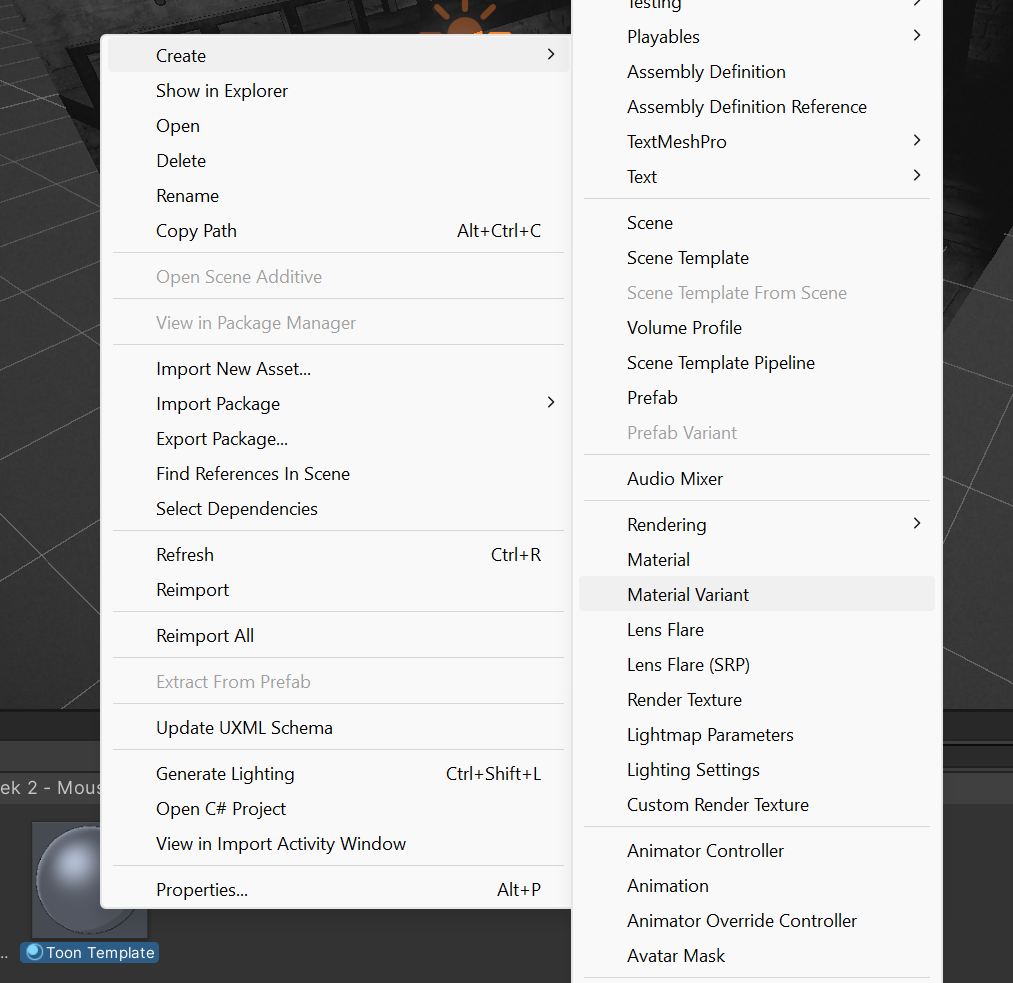 Create
Show in Explorer
Open
Delete
Rename
Copy Path Alt+Ctrl+C
Open Scene Additive
View in Package Manager
Import New Asset...
Import Package
Export Package...
Find References In Scene
Select Dependencies
Refresh Ctrl+R
Reimport
Reimport All
Extract From Prefab
Update UXML Schema
Generate Lighting Ctrl+Shift+L
Open C# Project
View in Import Activity Window
Properties... Alt+P
Testing
Playables
Assembly Definition
Assembly Definition Reference
TextMeshPro
Text
Scene
Scene Template
Scene Template From Scene
Volume Profile
Scene Template Pipeline
Prefab
Prefab Variant
Audio Mixer
Rendering
Material
Material Variant
Lens Flare
Lens Flare (SRP)
Render Texture
Lightmap Parameters
Lighting Settings
Custom Render Texture
Animator Controller
Animation
Animator Override Controller
Avatar Mask
ek 2 - Mous
.. Toon Template